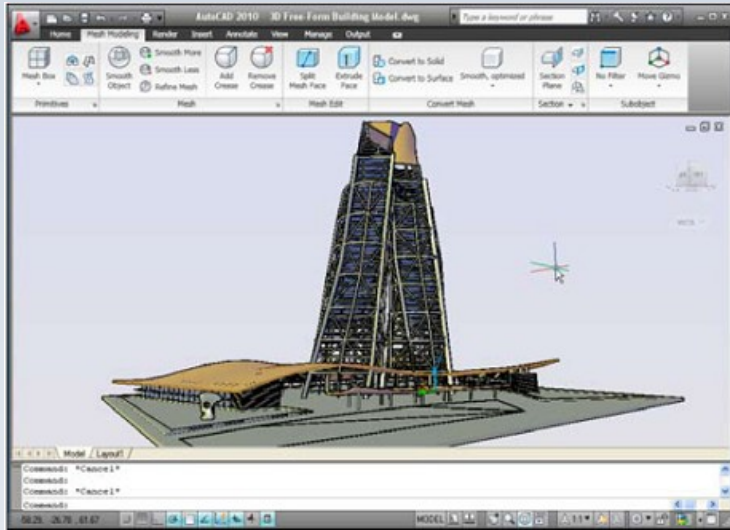 AutoCAD 2010 3D Free-Form Building Model.dwg
Type a keyword or phrase
Home Mesh Modeling Render Insert Annotate View Manage Output
Mesh Box
Smooth Object
Smooth More
Smooth Less
Refine Mesh
Add Crease
Remove Crease
Split Mesh Face
Extrude Face
Convert to Solid
Convert to Surface
Smooth, optimized
Section Plane
No Filter
Move Gizmo
Primitives
Mesh
Mesh Edit
Convert Mesh
Section
Subobject
Model Layout1
Command: *Cancel*
Command:
Command: *Cancel*
Command:
MODEL
1:1